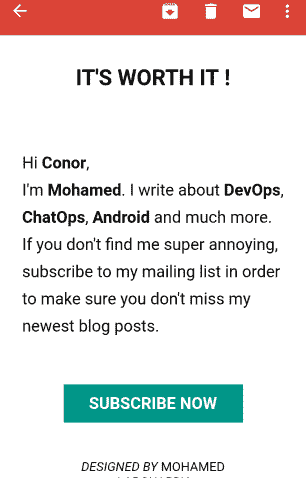 IT'S WORTH IT !
Hi Conor,
I'm Mohamed. I write about DevOps,
ChatOps, Android and much more.
If you don't find me super annoying,
subscribe to my mailing list in order
to make sure you don't miss my
newest blog posts.
SUBSCRIBE NOW
DESIGNED BY MOHAMED